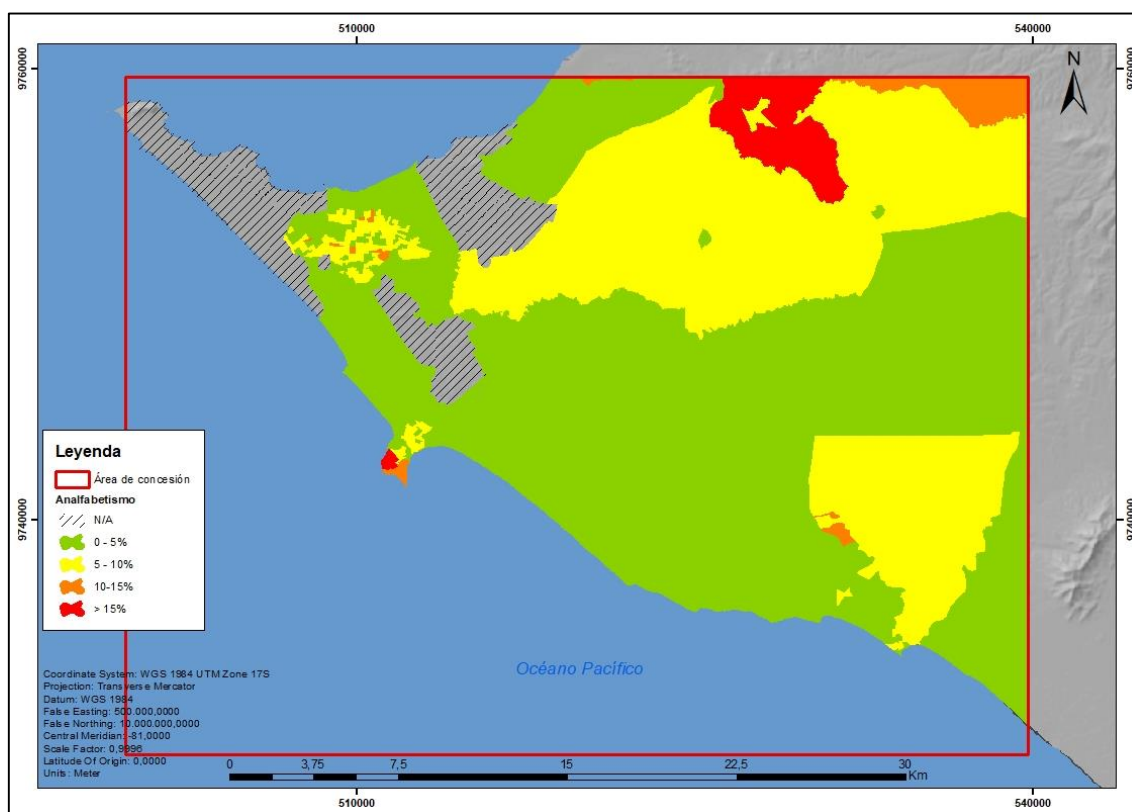 510000
540000
9760000
9760000
N
Leyenda
Área de concesión
Analfabetismo
N/A
0 - 5%
5 - 10%
10-15%
> 15%
9740000
9740000
Océano Pacífico
Coordinate System: WGS 1984 UTM Zone 17S
Projection: Transverse Mercator
Datum: WGS 1984
False Easting: 500.000,0000
False Northing: 10.000.000,0000
Central Meridian: -81,0000
Scale Factor: 0,9996
Latitude Of Origin: 0,0000
Units: Meter
0 3,75 7,5 15 22,5 30
Km
510000
540000